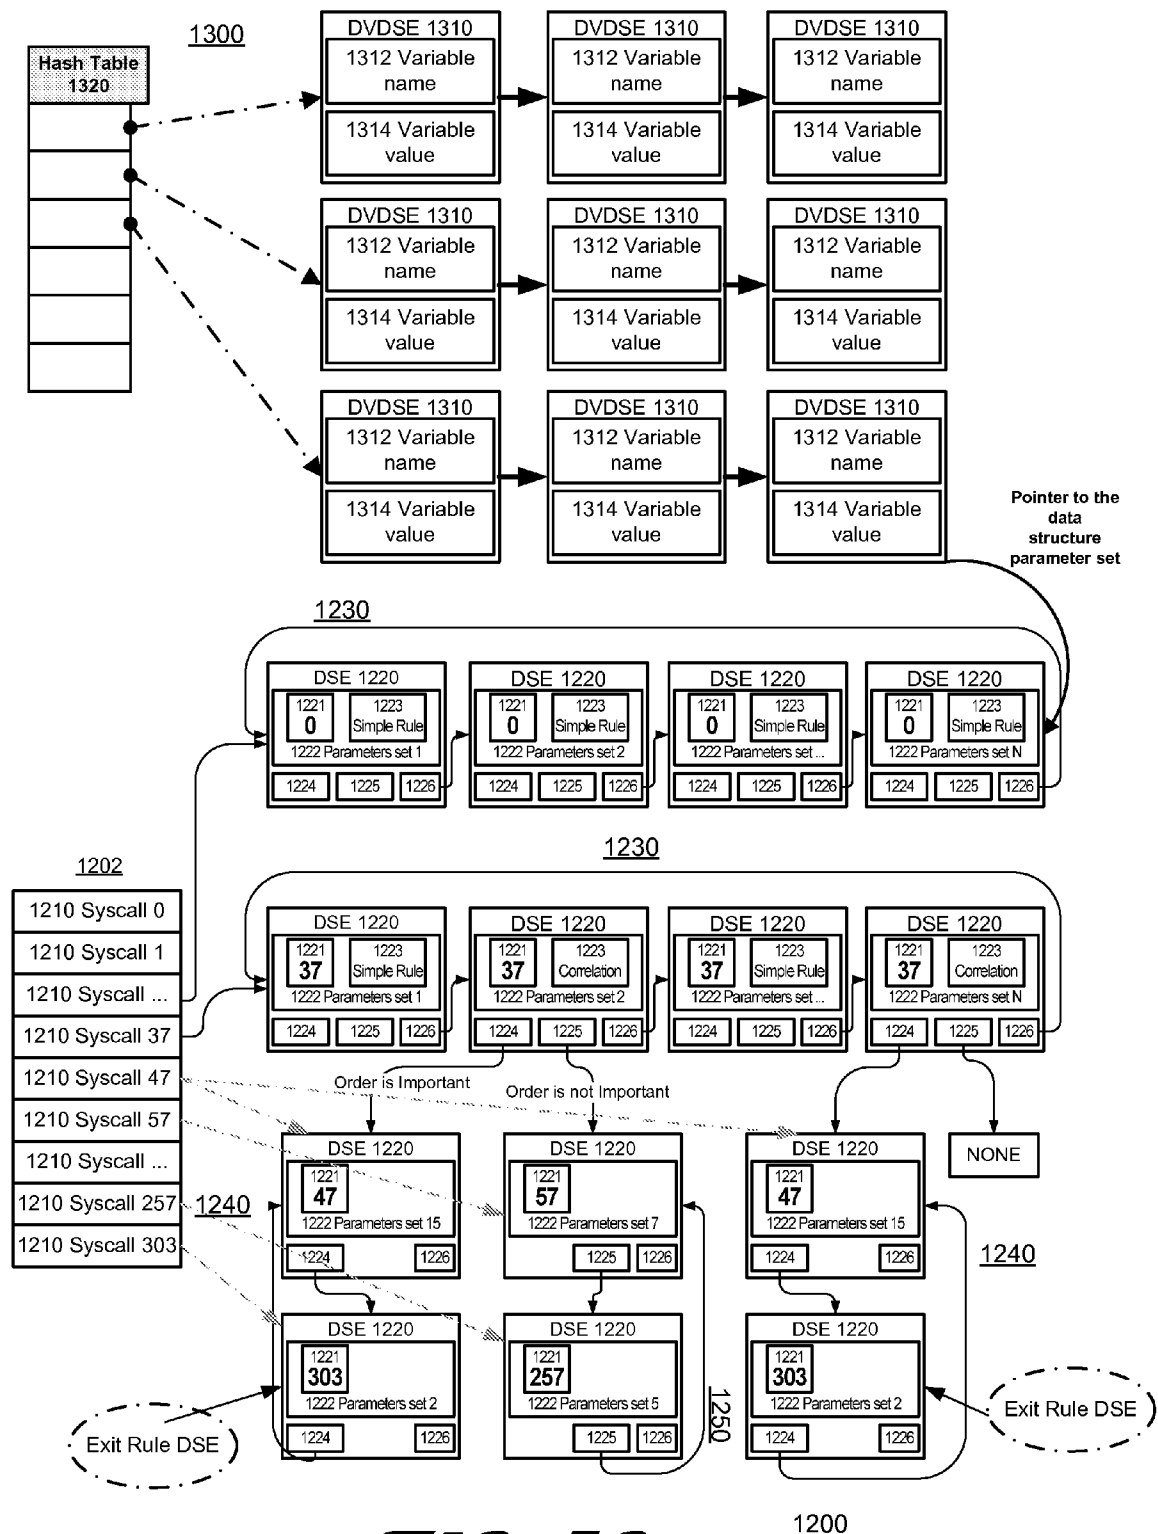 1300
Hash Table
1320
DVDSE 1310
1312 Variable
name
1314 Variable
value
DVDSE 1310
1312 Variable
name
1314 Variable
value
DVDSE 1310
1312 Variable
name
1314 Variable
value
DVDSE 1310
1312 Variable
name
1314 Variable
value
DVDSE 1310
1312 Variable
name
1314 Variable
value
DVDSE 1310
1312 Variable
name
1314 Variable
value
DVDSE 1310
1312 Variable
name
1314 Variable
value
DVDSE 1310
1312 Variable
name
1314 Variable
value
DVDSE 1310
1312 Variable
name
1314 Variable
value
Pointer to the
data
structure
parameter set
1230
DSE 1220
1221
0
1223
Simple Rule
1222 Parameters set 1
1224 1225 1226
DSE 1220
1221
0
1223
Simple Rule
1222 Parameters set 2
1224 1225 1226
DSE 1220
1221
0
1223
Simple Rule
1222 Parameters set ...
1224 1225 1226
DSE 1220
1221
0
1223
Simple Rule
1222 Parameters set N
1224 1225 1226
1202
1210 Syscall 0
1210 Syscall 1
1210 Syscall ...
1210 Syscall 37
1210 Syscall 47
1210 Syscall 57
1210 Syscall ...
1210 Syscall 257
1210 Syscall 303
1230
DSE 1220
1221
37
1223
Simple Rule
1222 Parameters set 1
1224 1225 1226
DSE 1220
1221
37
1223
Correlation
1222 Parameters set 2
1224 1225 1226
DSE 1220
1221
37
1223
Simple Rule
1222 Parameters set ...
1224 1225 1226
DSE 1220
1221
37
1223
Correlation
1222 Parameters set N
1224 1225 1226
Order is Important
Order is not Important
1240
DSE 1220
1221
47
1222 Parameters set 15
1224 1226
DSE 1220
1221
57
1222 Parameters set 7
1225 1226
DSE 1220
1221
47
1222 Parameters set 15
1224 1226
NONE
1240
DSE 1220
1221
303
1222 Parameters set 2
1224 1226
DSE 1220
1221
257
1222 Parameters set 5
1225 1226
1250
DSE 1220
1221
303
1222 Parameters set 2
1224 1226
Exit Rule DSE
Exit Rule DSE
1200